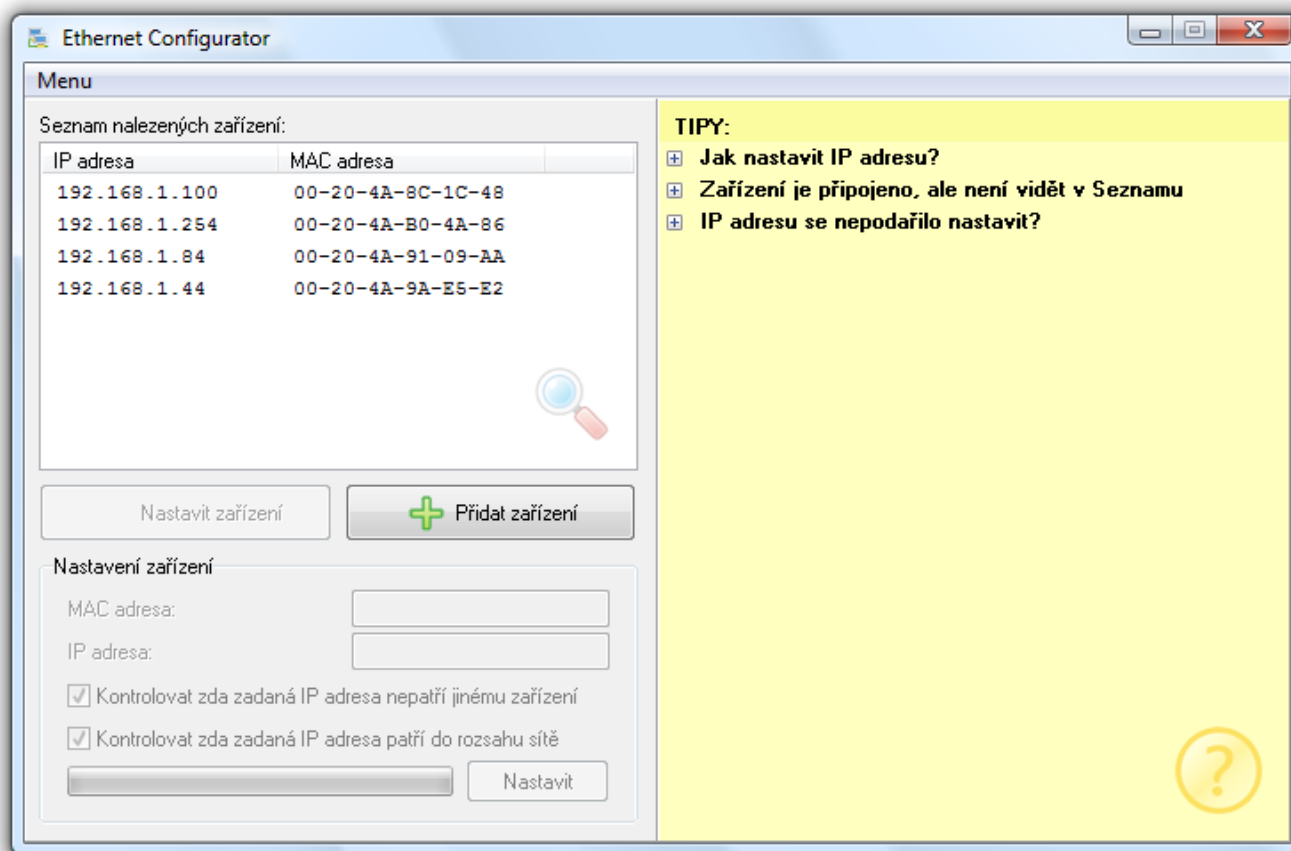 Ethernet Configurator
Menu
Seznam nalezených zařízení:
IP adresa MAC adresa
192.168.1.100 00-20-4A-8C-1C-48
192.168.1.254 00-20-4A-B0-4A-86
192.168.1.84 00-20-4A-91-09-AA
192.168.1.44 00-20-4A-9A-E5-E2
Nastavit zařízení Přidat zařízení
Nastavení zařízení
MAC adresa:
IP adresa:
Kontrolovat zda zadaná IP adresa nepatří jinému zařízení
Kontrolovat zda zadaná IP adresa patří do rozsahu sítě
Nastavit
TIPY:
Jak nastavit IP adresu?
Zařízení je připojeno, ale není vidět v Seznamu
IP adresu se nepodařilo nastavit?